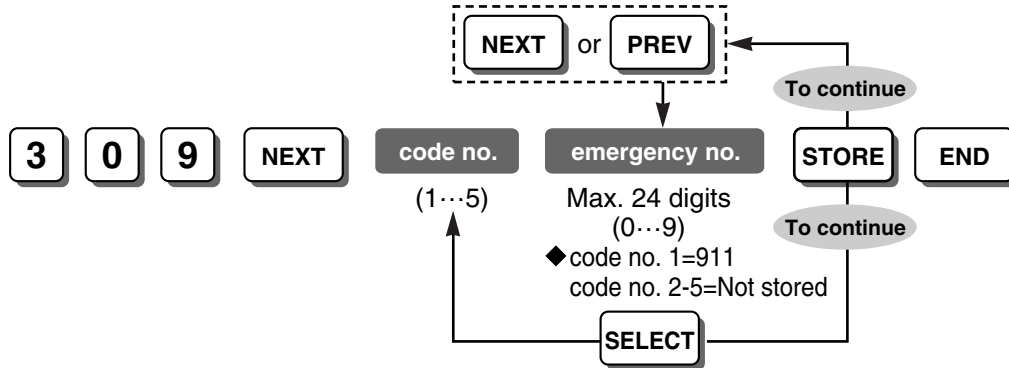 NEXT or PREV
To continue
3 0 9 NEXT code no. emergency no. STORE END
(1···5) Max. 24 digits
(0···9)
To continue
◆code no. 1=911
code no. 2-5=Not stored
SELECT